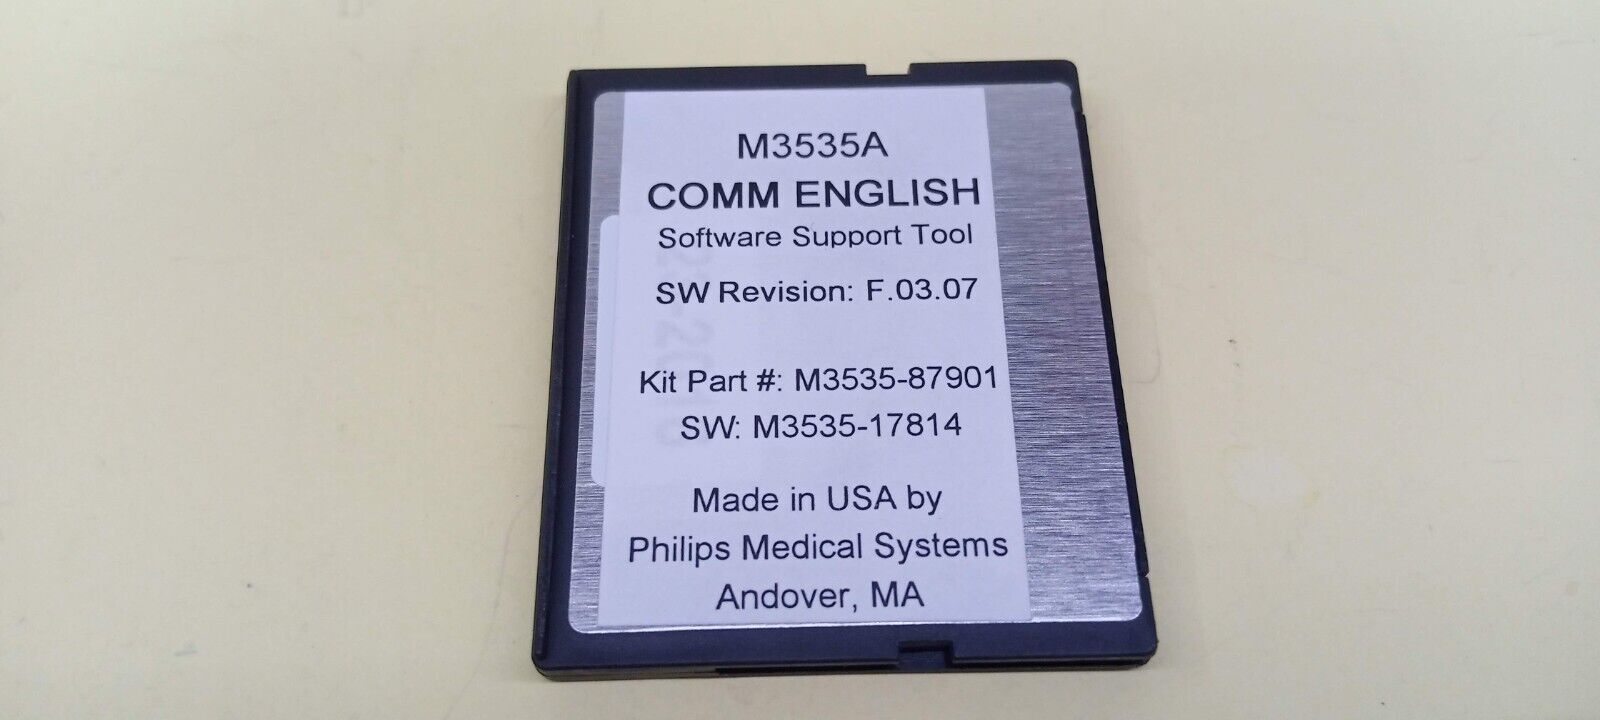 M3535A
COMM ENGLISH
Software Support Tool
SW Revision: F.03.07
Kit Part #: M3535-87901
SW: M3535-17814
Made in USA by
Philips Medical Systems
Andover, MA